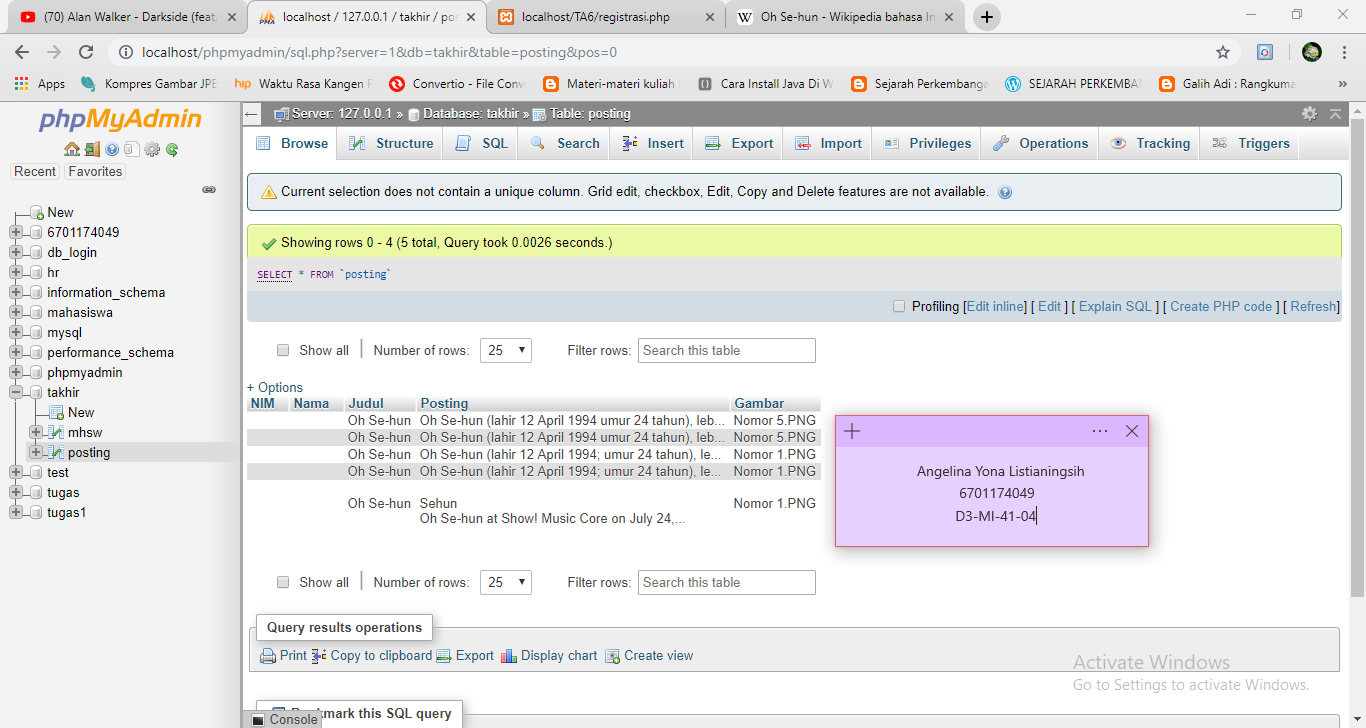 (70) Alan Walker - Darkside (feat.
localhost / 127.0.0.1 / takhir / pos
localhost/TA6/registrasi.php
Oh Se-hun - Wikipedia bahasa In
localhost/phpmyadmin/sql.php?server=1&db=takhir&table=posting&pos=0
Apps
Kompres Gambar JPE
Waktu Rasa Kangen
Convertio - File Conv
Materi-materi kuliah
Cara Install Java Di W
Sejarah Perkembanga
SEJARAH PERKEMBA
Galih Adi : Rangkuma
phpMyAdmin
Recent
Favorites
New
6701174049
db_login
hr
information_schema
mahasiswa
mysql
performance_schema
phpmyadmin
takhir
New
mhsw
posting
test
tugas
tugas1
Server: 127.0.0.1 » Database: takhir » Table: posting
Browse Structure SQL Search Insert Export Import Privileges Operations Tracking Triggers
Current selection does not contain a unique column. Grid edit, checkbox, Edit, Copy and Delete features are not available.
Showing rows 0 - 4 (5 total, Query took 0.0026 seconds.)
SELECT * FROM `posting`
Profiling [Edit inline] [ Edit ] [ Explain SQL ] [ Create PHP code ] [ Refresh]
Show all | Number of rows: 25 Filter rows: Search this table
+ Options
NIM Nama Judul Posting Gambar
Oh Se-hun Oh Se-hun (lahir 12 April 1994 umur 24 tahun), leb... Nomor 5.PNG
Oh Se-hun Oh Se-hun (lahir 12 April 1994 umur 24 tahun), leb... Nomor 5.PNG
Oh Se-hun Oh Se-hun (lahir 12 April 1994; umur 24 tahun), le... Nomor 1.PNG
Oh Se-hun Oh Se-hun (lahir 12 April 1994; umur 24 tahun), le... Nomor 1.PNG
Oh Se-hun Sehun Nomor 1.PNG
Oh Se-hun at Show! Music Core on July 24,...
Angelina Yona Listianingsih
6701174049
D3-MI-41-04
Show all | Number of rows: 25 Filter rows: Search this table
Query results operations
Print Copy to clipboard Export Display chart Create view
Activate Windows
Go to Settings to activate Windows.
mark this SQL query
Console